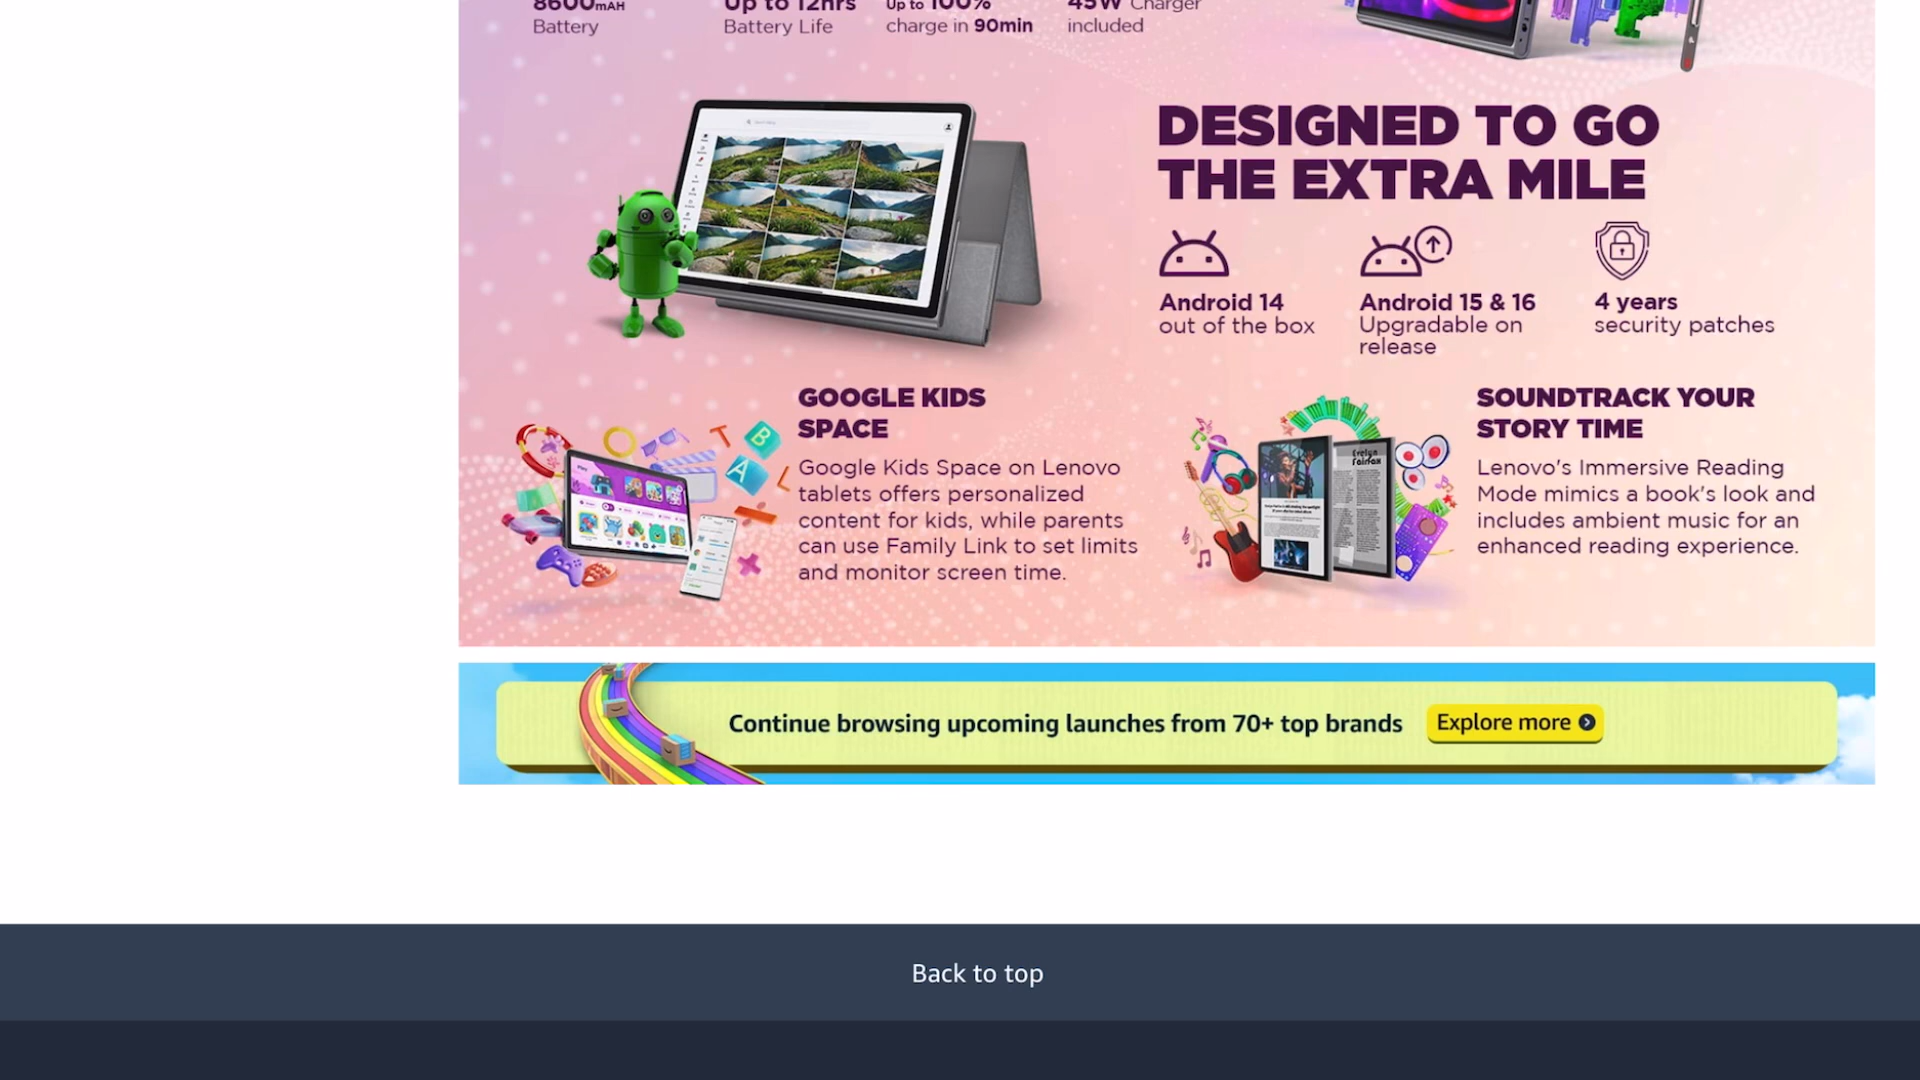 8600mAH
Battery
Up to 12hrs
Battery Life
Up to 100%
charge in 90min
45W Charger
included
DESIGNED TO GO
THE EXTRA MILE
Android 14
out of the box
Android 15 & 16
Upgradable on
release
4 years
security patches
GOOGLE KIDS
SPACE
Google Kids Space on Lenovo
tablets offers personalized
content for kids, while parents
can use Family Link to set limits
and monitor screen time.
T
B
A
Evelyn
Fairfax
SOUNDTRACK YOUR
STORY TIME
Lenovo's Immersive Reading
Mode mimics a book's look and
includes ambient music for an
enhanced reading experience.
Continue browsing upcoming launches from 70+ top brands
Explore more
Back to top